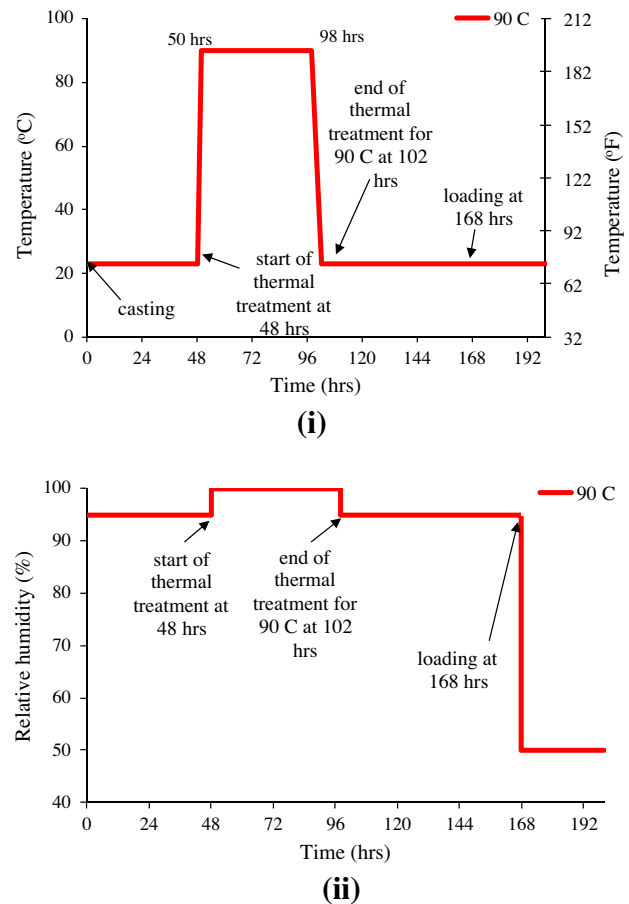 90 C
100
80
60
40
20
0
Temperature (°C)
50 hrs
98 hrs
end of
thermal
treatment for
90 C at 102
hrs
loading at
168 hrs
casting
start of
thermal
treatment at
48 hrs
212
182
152
122
92
62
32
Temperature (°F)
0 24 48 72 96 120 144 168 192
Time (hrs)
(i)
90 C
100
90
80
70
60
50
40
Relative humidity (%)
start of
thermal
treatment at
48 hrs
end of
thermal
treatment for
90 C at 102
hrs
loading at
168 hrs
0 24 48 72 96 120 144 168 192
Time (hrs)
(ii)